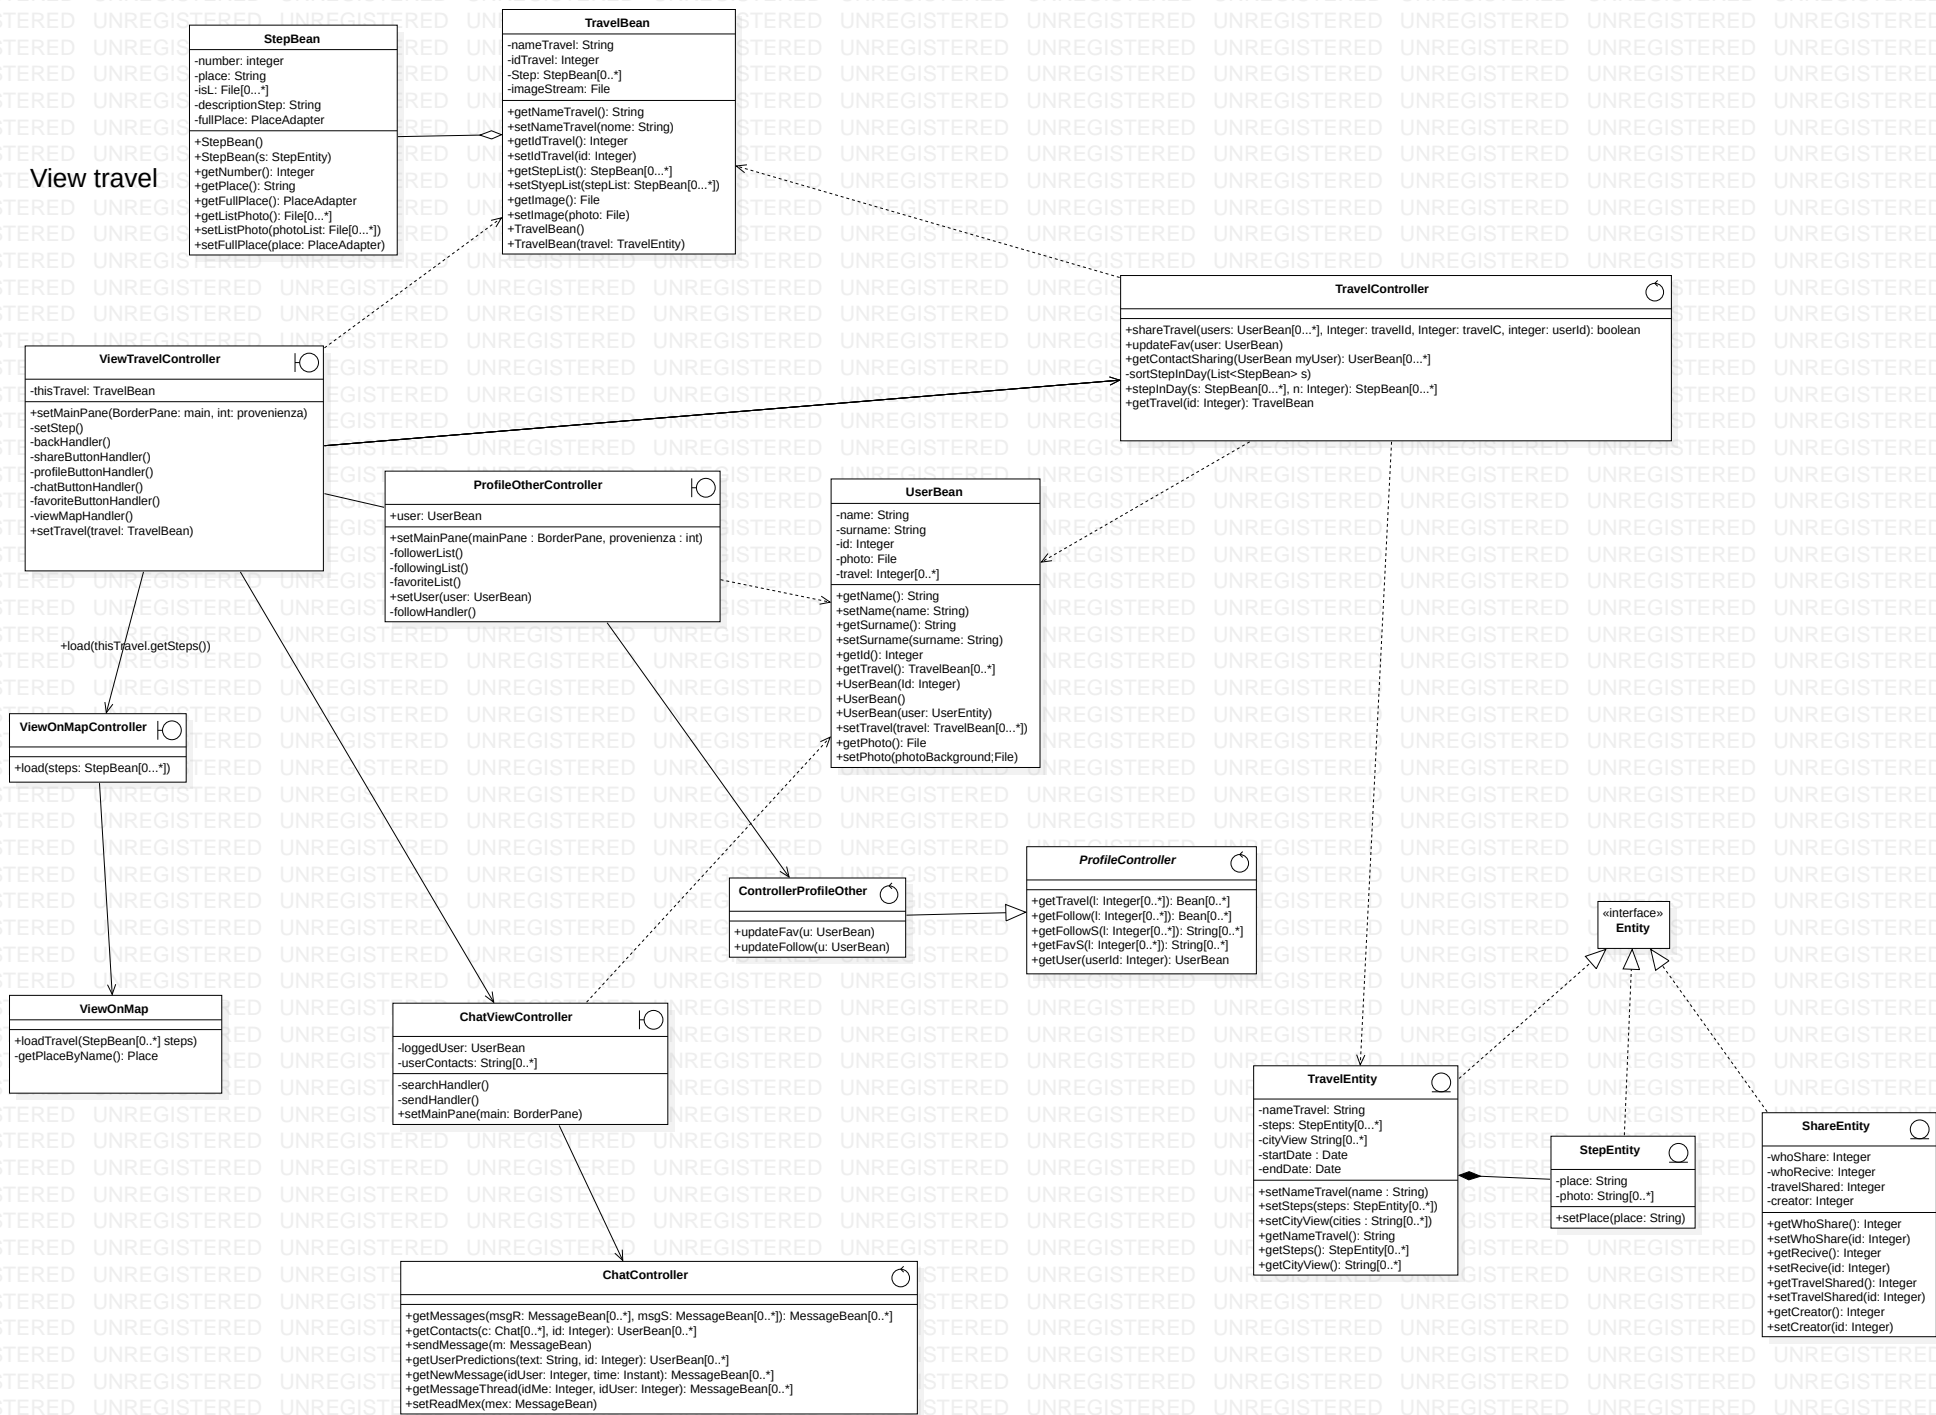 View travel
StepBean
-number: integer
-place: String
-isL: File[0...*]
-descriptionStep: String
-fullPlace: PlaceAdapter
+StepBean()
+StepBean(s: StepEntity)
+getNumber(): Integer
+getPlace(): String
+getFullPlace(): PlaceAdapter
+getListPhoto(): File[0...*]
+setListPhoto(photoList: File[0...*])
+setFullPlace(place: PlaceAdapter)
TravelBean
-nameTravel: String
-idTravel: Integer
-Step: StepBean[0..*]
-imageStream: File
+getNameTravel(): String
+setNameTravel(nome: String)
+getIdTravel(): Integer
+setIdTravel(id: Integer)
+getStepList(): StepBean[0...*]
+setStyepList(stepList: StepBean[0...*])
+getImage(): File
+setImage(photo: File)
+TravelBean()
+TravelBean(travel: TravelEntity)
TravelController
+shareTravel(users: UserBean[0...*], Integer: travelId, Integer: travelC, integer: userId): boolean
+updateFav(user: UserBean)
+getContactSharing(UserBean myUser): UserBean[0...*]
-sortStepInDay(List<StepBean> s)
+stepInDay(s: StepBean[0...*], n: Integer): StepBean[0...*]
+getTravel(id: Integer): TravelBean
ViewTravelController
-thisTravel: TravelBean
+setMainPane(BorderPane: main, int: provenienza)
-setStep()
-backHandler()
-shareButtonHandler()
-profileButtonHandler()
-chatButtonHandler()
-favoriteButtonHandler()
-viewMapHandler()
+setTravel(travel: TravelBean)
ProfileOtherController
+user: UserBean
+setMainPane(mainPane : BorderPane, provenienza : int)
-followerList()
-followingList()
-favoriteList()
+setUser(user: UserBean)
-followHandler()
UserBean
-name: String
-surname: String
-id: Integer
-photo: File
-travel: Integer[0..*]
+getName(): String
+setName(name: String)
+getSurname(): String
+setSurname(surname: String)
+getId(): Integer
+getTravel(): TravelBean[0..*]
+UserBean(Id: Integer)
+UserBean()
+UserBean(user: UserEntity)
+setTravel(travel: TravelBean[0...*])
+getPhoto(): File
+setPhoto(photoBackground;File)
+load(thisTravel.getSteps())
ViewOnMapController
+load(steps: StepBean[0...*])
ControllerProfileOther
+updateFav(u: UserBean)
+updateFollow(u: UserBean)
ProfileController
+getTravel(l: Integer[0..*]): Bean[0..*]
+getFollow(l: Integer[0..*]): Bean[0..*]
+getFollowS(l: Integer[0..*]): String[0..*]
+getFavS(l: Integer[0..*]): String[0..*]
+getUser(userId: Integer): UserBean
«interface»
Entity
ViewOnMap
+loadTravel(StepBean[0..*] steps)
-getPlaceByName(): Place
ChatViewController
-loggedUser: UserBean
-userContacts: String[0..*]
-searchHandler()
-sendHandler()
+setMainPane(main: BorderPane)
TravelEntity
-nameTravel: String
-steps: StepEntity[0...*]
-cityView String[0..*]
-startDate : Date
-endDate: Date
+setNameTravel(name : String)
+setSteps(steps: StepEntity[0..*])
+setCityView(cities : String[0..*])
+getNameTravel(): String
+getSteps(): StepEntity[0..*]
+getCityView(): String[0..*]
StepEntity
-place: String
-photo: String[0..*]
+setPlace(place: String)
ShareEntity
-whoShare: Integer
-whoRecive: Integer
-travelShared: Integer
-creator: Integer
+getWhoShare(): Integer
+setWhoShare(id: Integer)
+getRecive(): Integer
+setRecive(id: Integer)
+getTravelShared(): Integer
+setTravelShared(id: Integer)
+getCreator(): Integer
+setCreator(id: Integer)
ChatController
+getMessages(msgR: MessageBean[0..*], msgS: MessageBean[0..*]): MessageBean[0..*]
+getContacts(c: Chat[0..*], id: Integer): UserBean[0..*]
+sendMessage(m: MessageBean)
+getUserPredictions(text: String, id: Integer): UserBean[0..*]
+getNewMessage(idUser: Integer, time: Instant): MessageBean[0..*]
+getMessageThread(idMe: Integer, idUser: Integer): MessageBean[0..*]
+setReadMex(mex: MessageBean)
UNREGISTERED